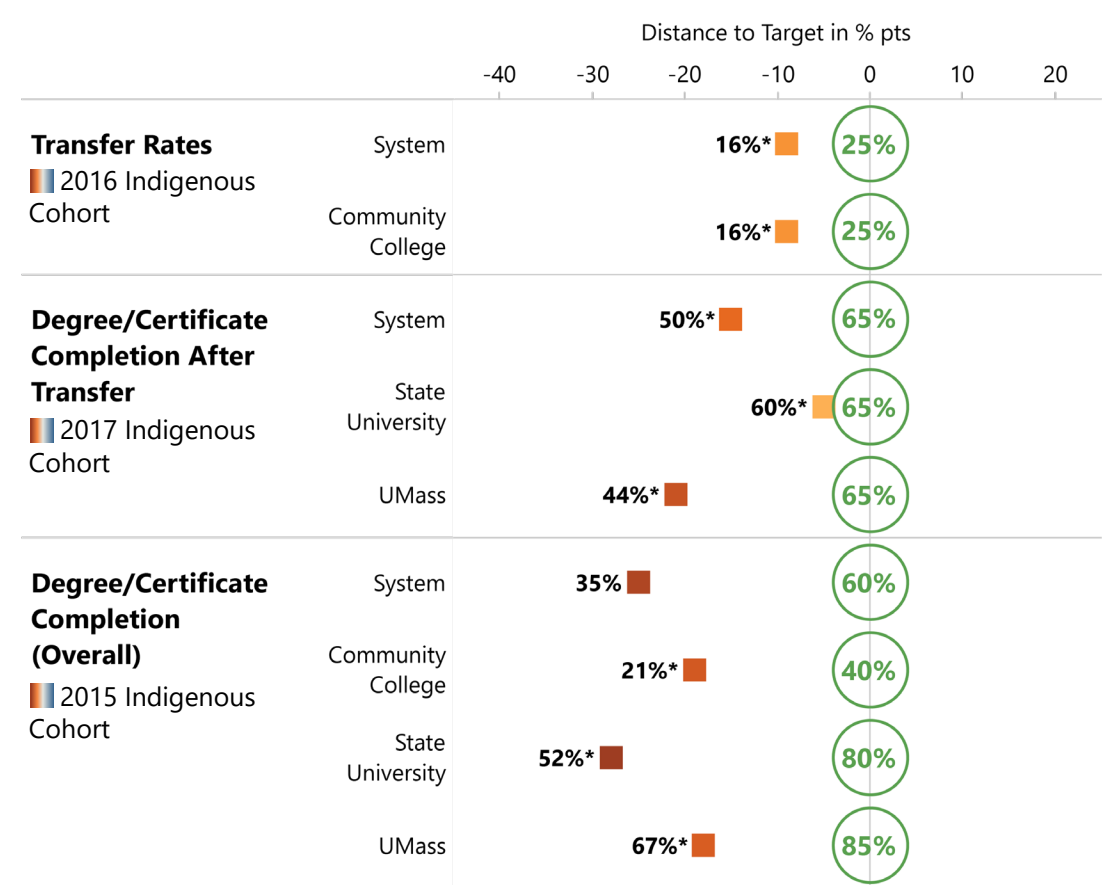 Distance to Target in % pts
-40 -30 -20 -10 0 10 20
Transfer Rates
2016 Indigenous
Cohort
System
16%* 25%
Community
College
16%* 25%
Degree/Certificate
Completion After
Transfer
2017 Indigenous
Cohort
System
50%* 65%
State
University
60%* 65%
UMass
44%* 65%
Degree/Certificate
Completion
(Overall)
2015 Indigenous
Cohort
System
35% 60%
Community
College
21%* 40%
State
University
52%* 80%
UMass
67%* 85%